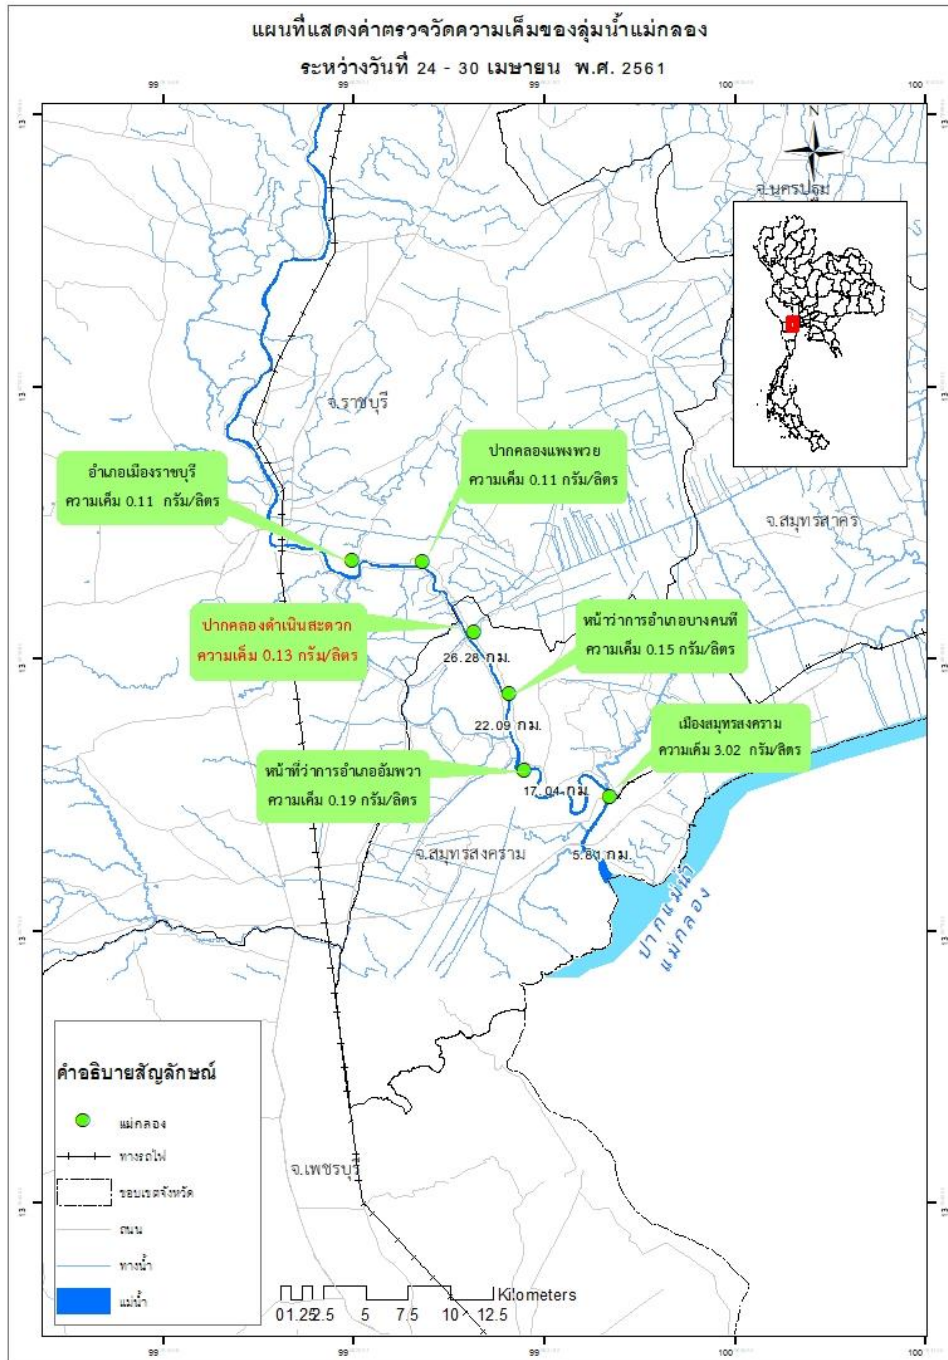 แผนที่แสดงค่าตรวจวัดความเค็มของลุ่มน้ำแม่กลอง
ระหว่างวันที่ 24 - 30 เมษายน พ.ศ. 2561
99
99
99
100
100
N
จ.นครปฐม
13
13
จ.ราชบุรี
ปากคลองแพงพวย
ความเค็ม 0.11 กรัม/ลิตร
อำเภอเมืองราชบุรี
ความเค็ม 0.11 กรัม/ลิตร
จ.สมุทรสาคร
ปากคลองดำเนินสะดวก
ความเค็ม 0.13 กรัม/ลิตร
หน้าว่าการอำเภอบางคนที
ความเค็ม 0.15 กรัม/ลิตร
26.28 กม.
22.09 กม.
เมืองสมุทรสงคราม
ความเค็ม 3.02 กรัม/ลิตร
หน้าที่ว่าการอำเภออัมพวา
ความเค็ม 0.19 กรัม/ลิตร
17.04 กม.
จ.สมุทรสงคราม
5.81 กม.
ปากแม่น้ำ
แม่กลอง
คำอธิบายสัญลักษณ์
แม่กลอง
ทางรถไฟ
ขอบเขตจังหวัด
ถนน
ทางน้ำ
แม่น้ำ
จ.เพชรบุรี
Kilometers
0 1.25 2.5 5 7.5 10 12.5
99
99
99
100
100